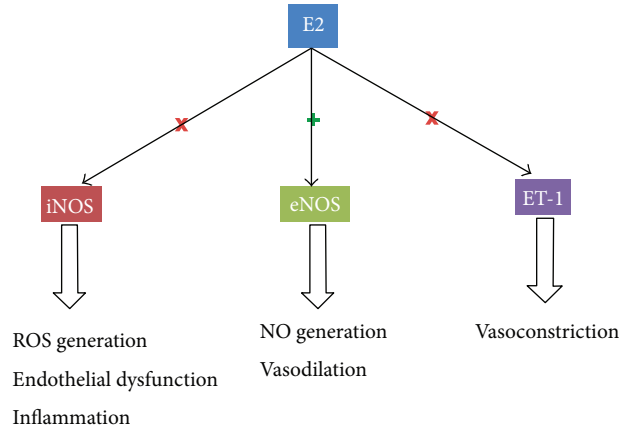 E2
iNOS
eNOS
ET-1
ROS generation
Endothelial dysfunction
Inflammation
NO generation
Vasodilation
Vasoconstriction